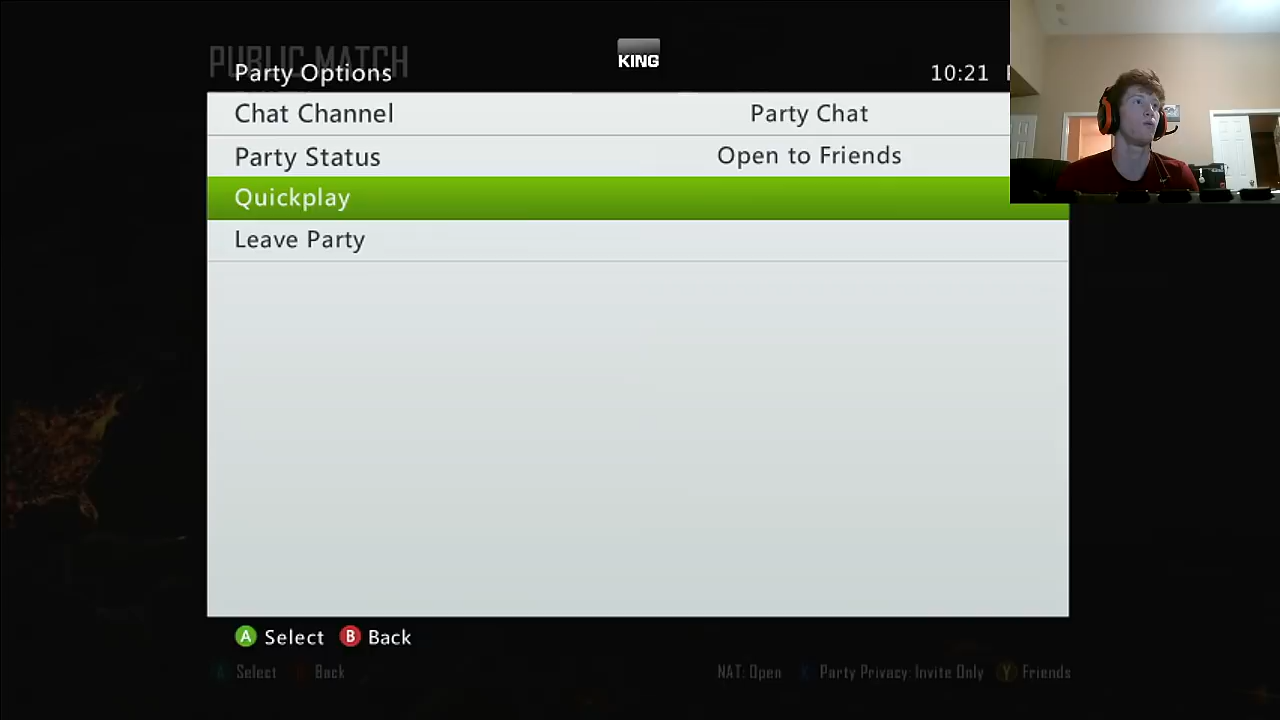 PUBLIC MATCH
KING
Party Options
10:21
Chat Channel
Party Chat
Party Status
Open to Friends
Quickplay
Leave Party
A Select B Back
A Select B Back
NAT: Open X Party Privacy: Invite Only Y Friends